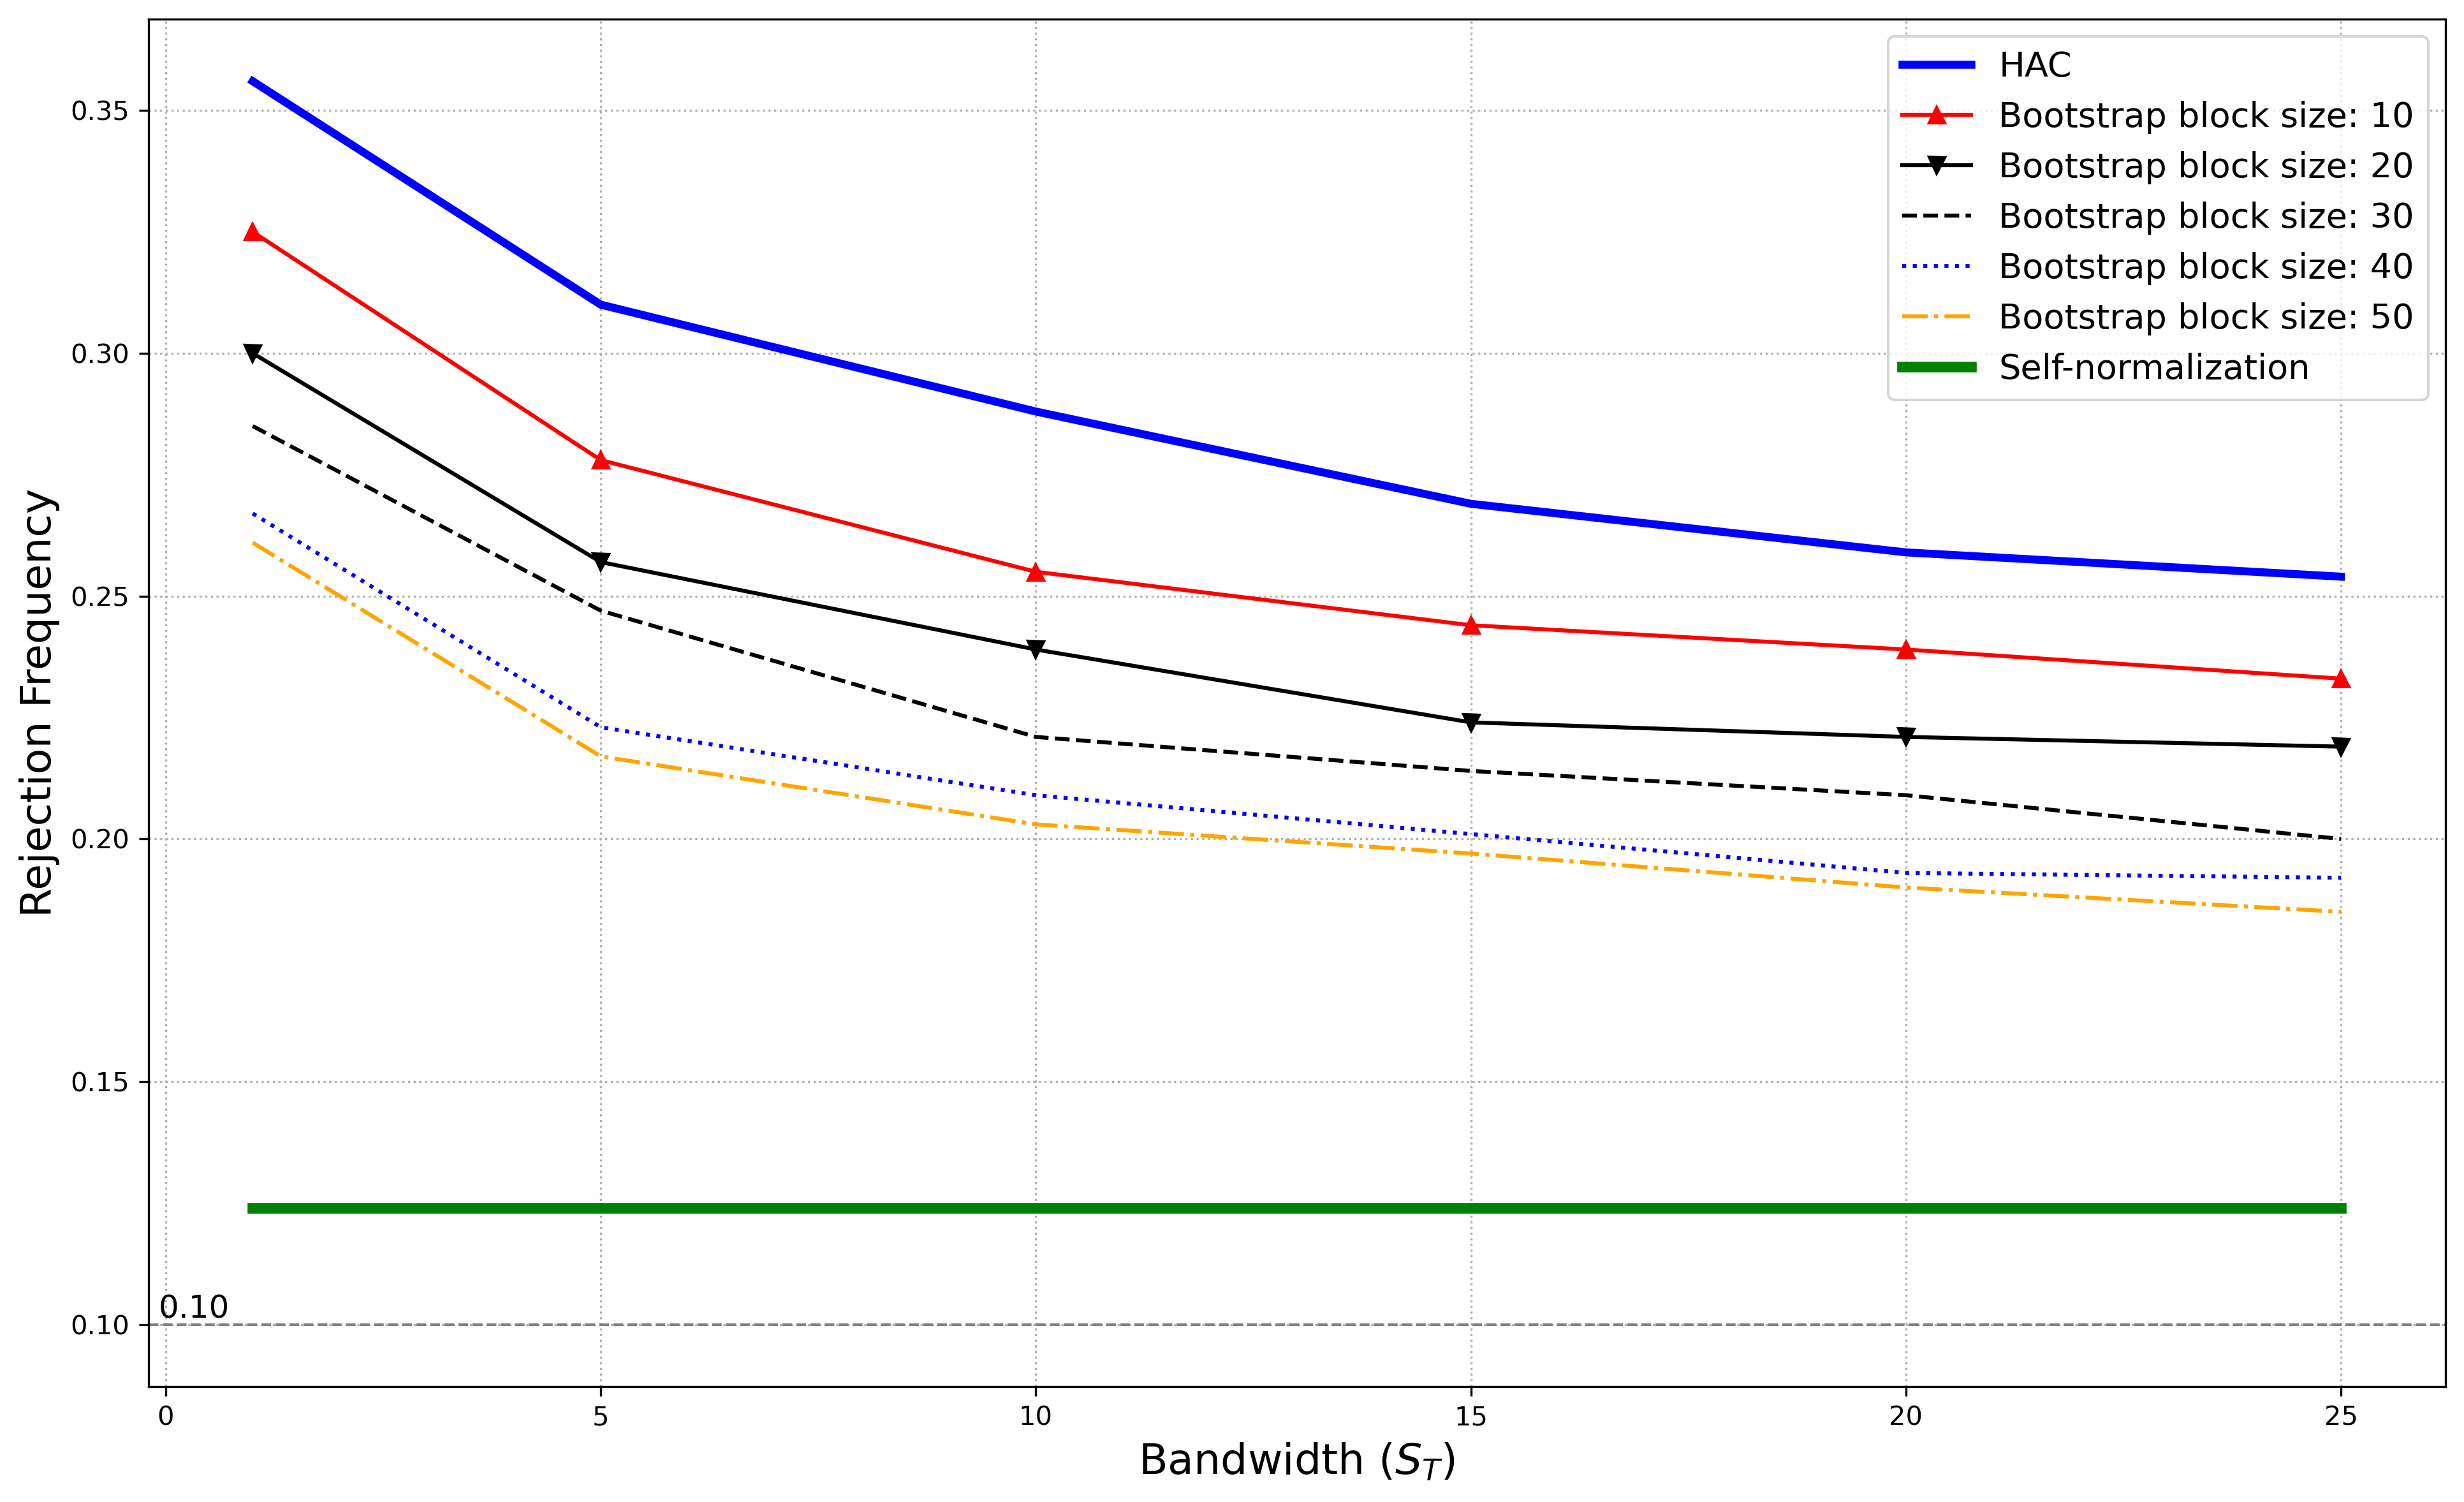 HAC
Bootstrap block size: 10
Bootstrap block size: 20
Bootstrap block size: 30
Bootstrap block size: 40
Bootstrap block size: 50
Self-normalization
Rejection Frequency
0.35
0.30
0.25
0.20
0.15
0.10
0.10
0
5
10
15
20
25
Bandwidth (S_T)